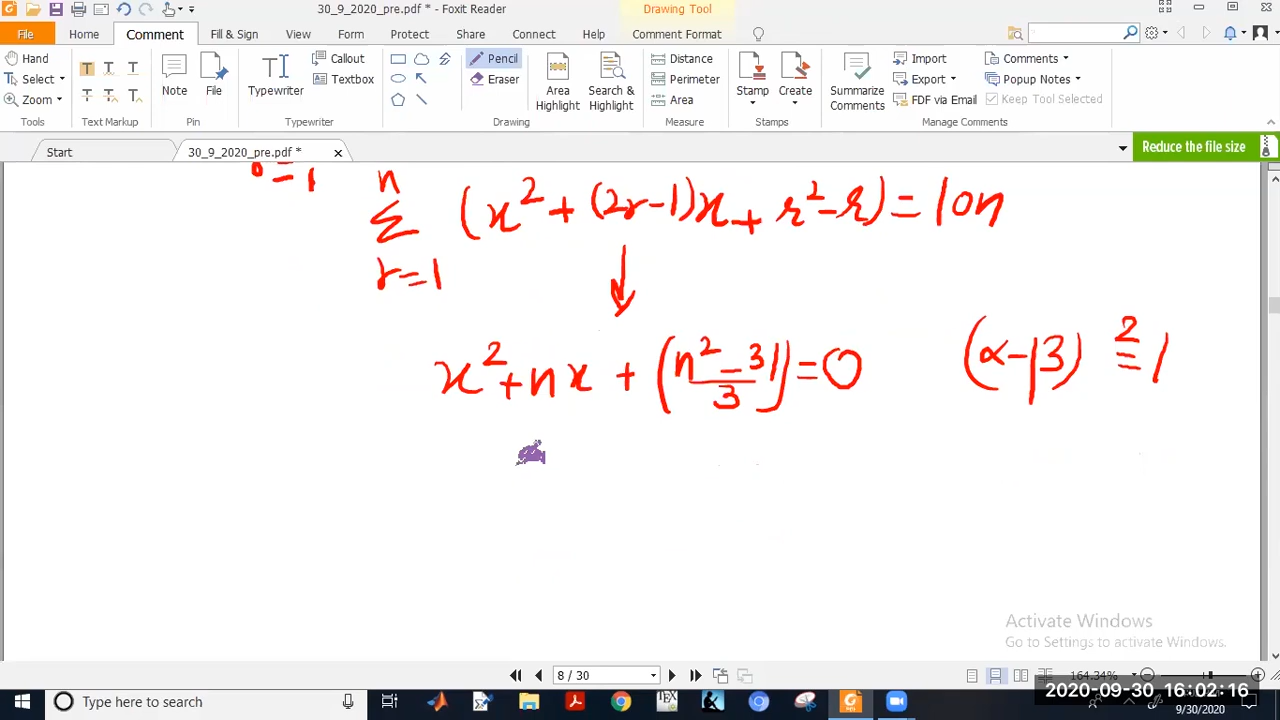 30_9_2020_pre.pdf * - Foxit Reader
Drawing Tool
File Home Comment Fill & Sign View Form Protect Share Connect Help Comment Format
Hand Select Zoom Tools
Text Markup
Note File Pin
Typewriter Callout Textbox Typewriter
Pencil Eraser Area Highlight Search & Highlight Drawing
Distance Perimeter Area Measure
Stamp Create Stamps
Summarize Comments Import Export FDF via Email Comments Popup Notes Keep Tool Selected Manage Comments
Start 30_9_2020_pre.pdf * Reduce the file size
n
∑ (x² + (2r-1)x + r² - r) = 10n
r=1
x² + nx + (n² - 31)/3 = 0 (α-β)² = 1
Activate Windows
Go to Settings to activate Windows.
8 / 30 164.34%
Type here to search
2020-09-30 16:02:16
9/30/2020